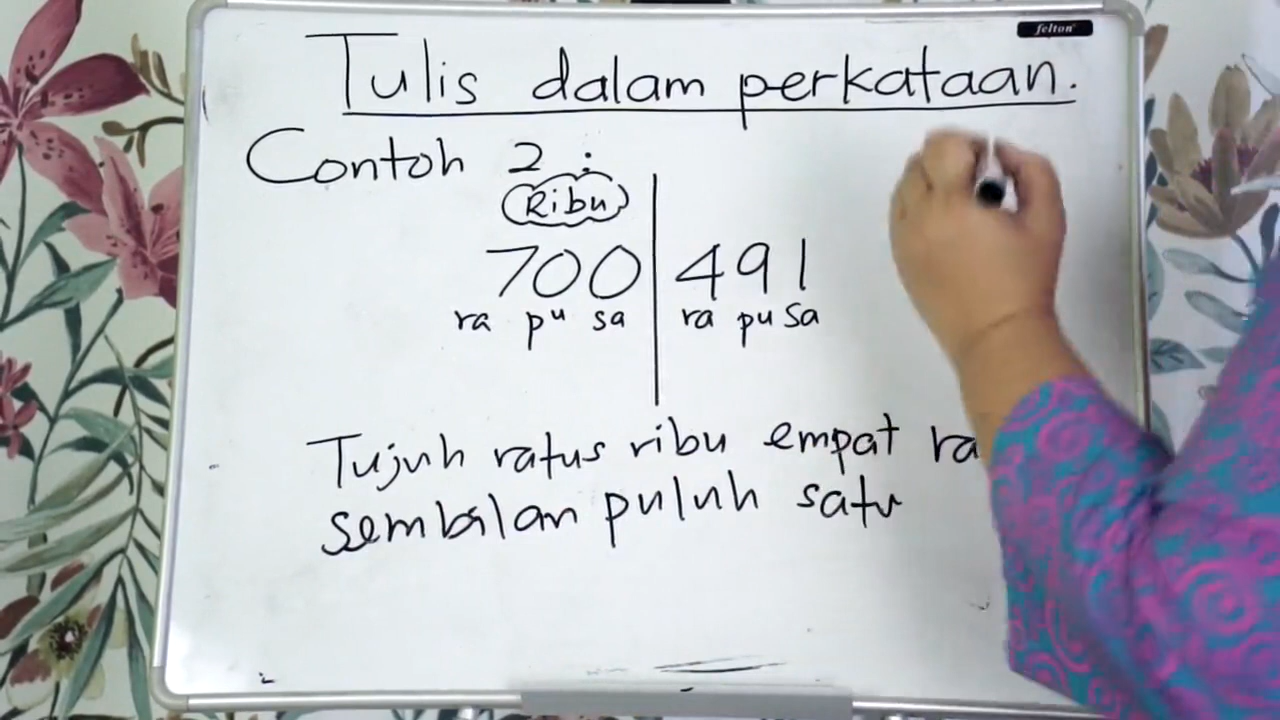 felton
Tulis dalam perkataan.
Contoh 2 :
Ribu
700 491
ra pu sa ra pu sa
Tujuh ratus ribu empat ra
sembilan puluh satu